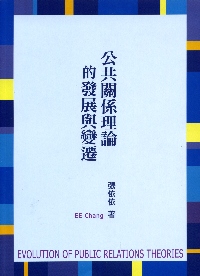 公共關係理論
的發展與變遷
張依依 著
EE Chang
EVOLUTION OF PUBLIC RELATIONS THEORIES